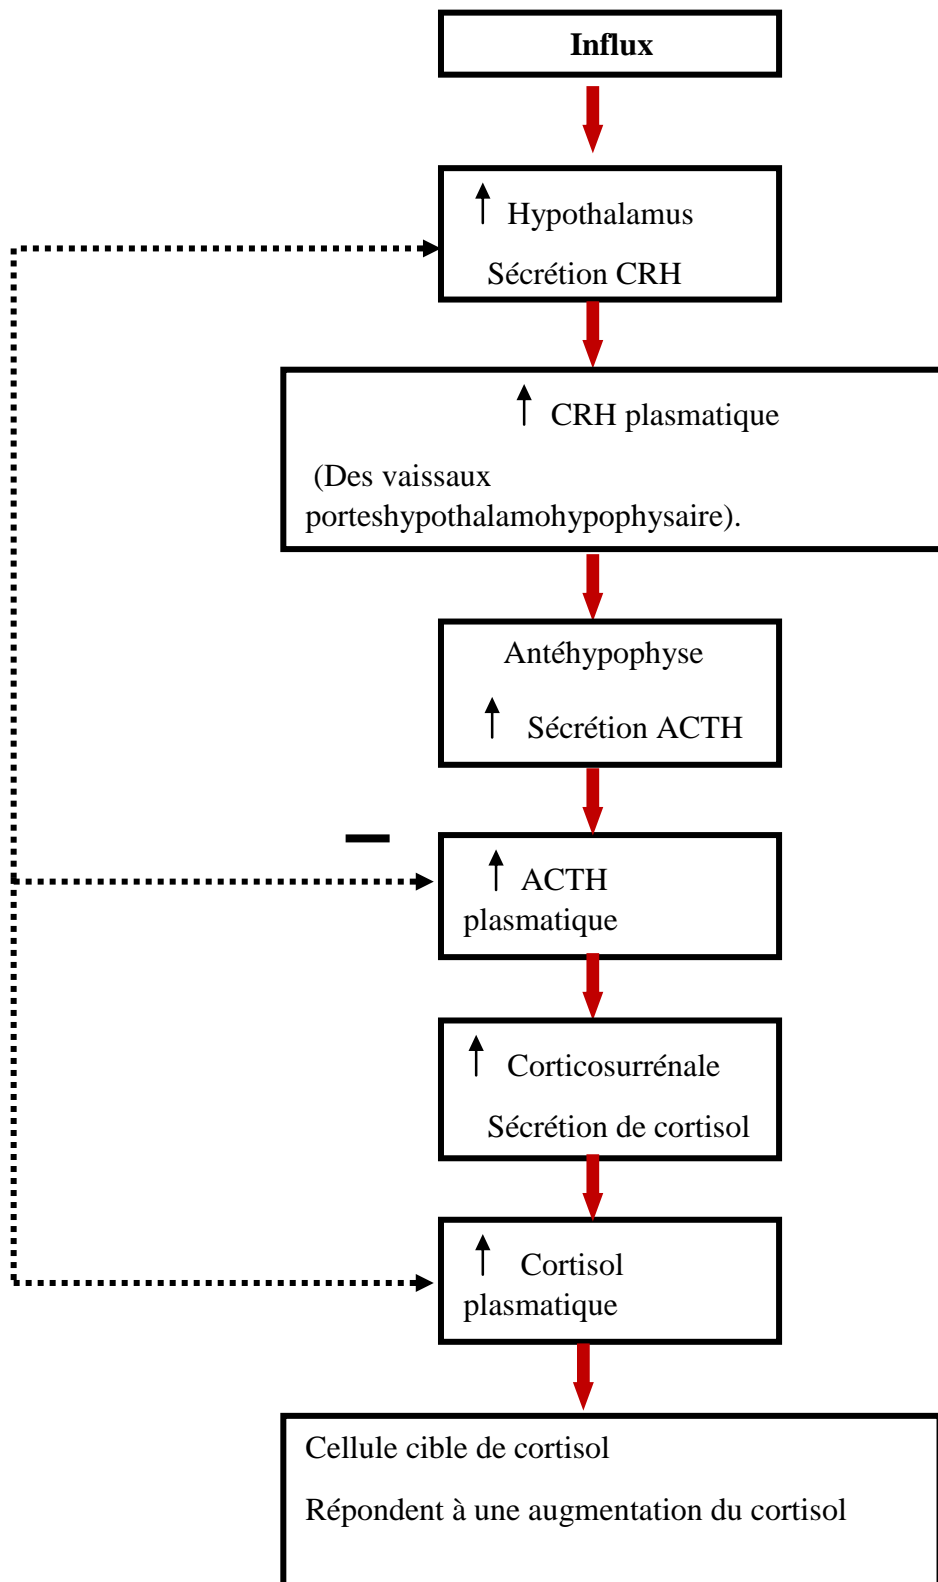 Influx
↑ Hypothalamus
Sécrétion CRH
↑ CRH plasmatique
(Des vaissaux
porteshypothalamohypophysaire).
Antéhypophyse
↑ Sécrétion ACTH
–
↑ ACTH
plasmatique
↑ Corticosurrénale
Sécrétion de cortisol
↑ Cortisol
plasmatique
Cellule cible de cortisol
Répondent à une augmentation du cortisol